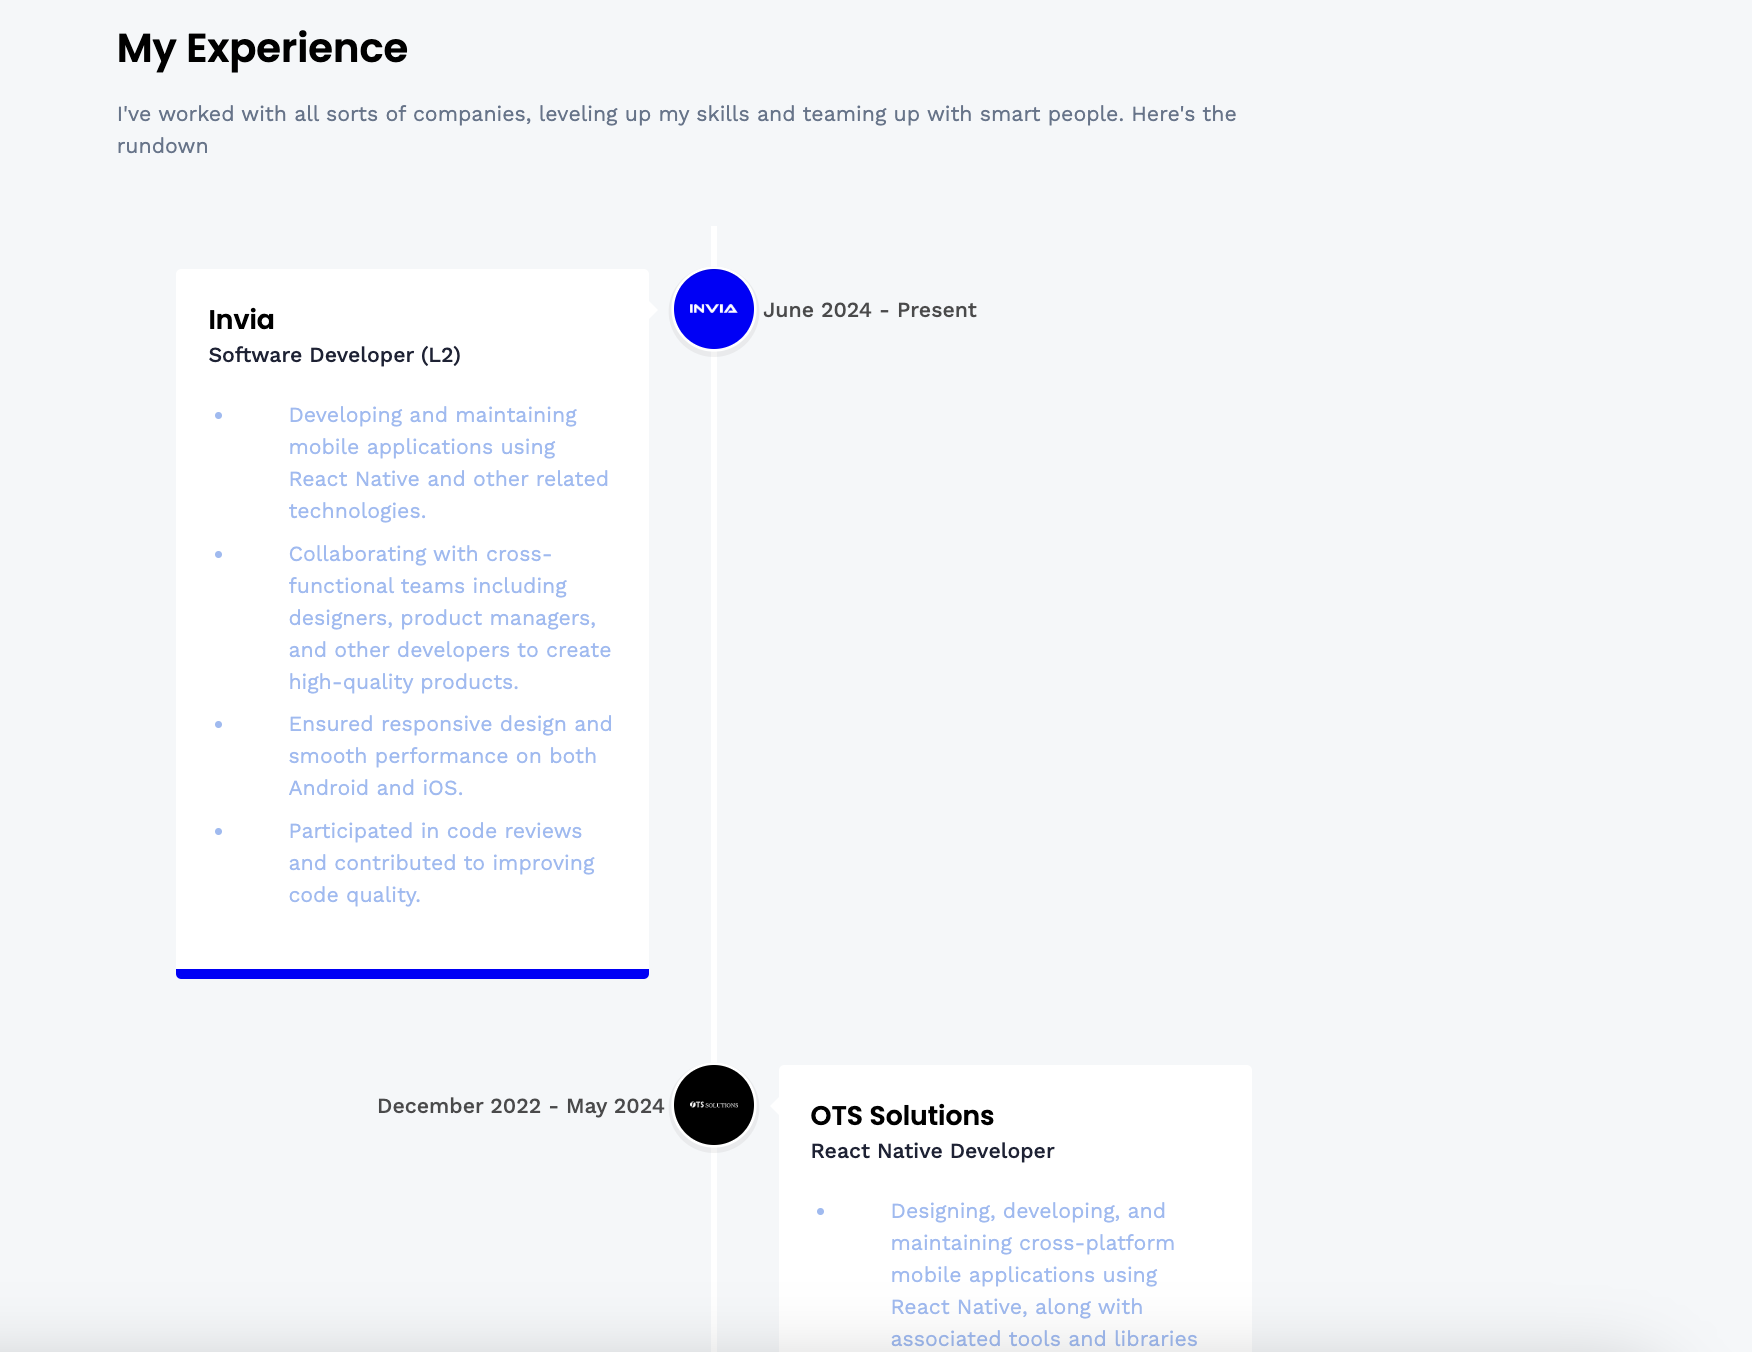 My Experience
I've worked with all sorts of companies, leveling up my skills and teaming up with smart people. Here's the
rundown
Invia
Software Developer (L2)
• Developing and maintaining
mobile applications using
React Native and other related
technologies.
• Collaborating with cross-
functional teams including
designers, product managers,
and other developers to create
high-quality products.
• Ensured responsive design and
smooth performance on both
Android and iOS.
• Participated in code reviews
and contributed to improving
code quality.
INVIA
June 2024 - Present
December 2022 - May 2024
OTS SOLUTIONS
OTS Solutions
React Native Developer
• Designing, developing, and
maintaining cross-platform
mobile applications using
React Native, along with
associated tools and libraries